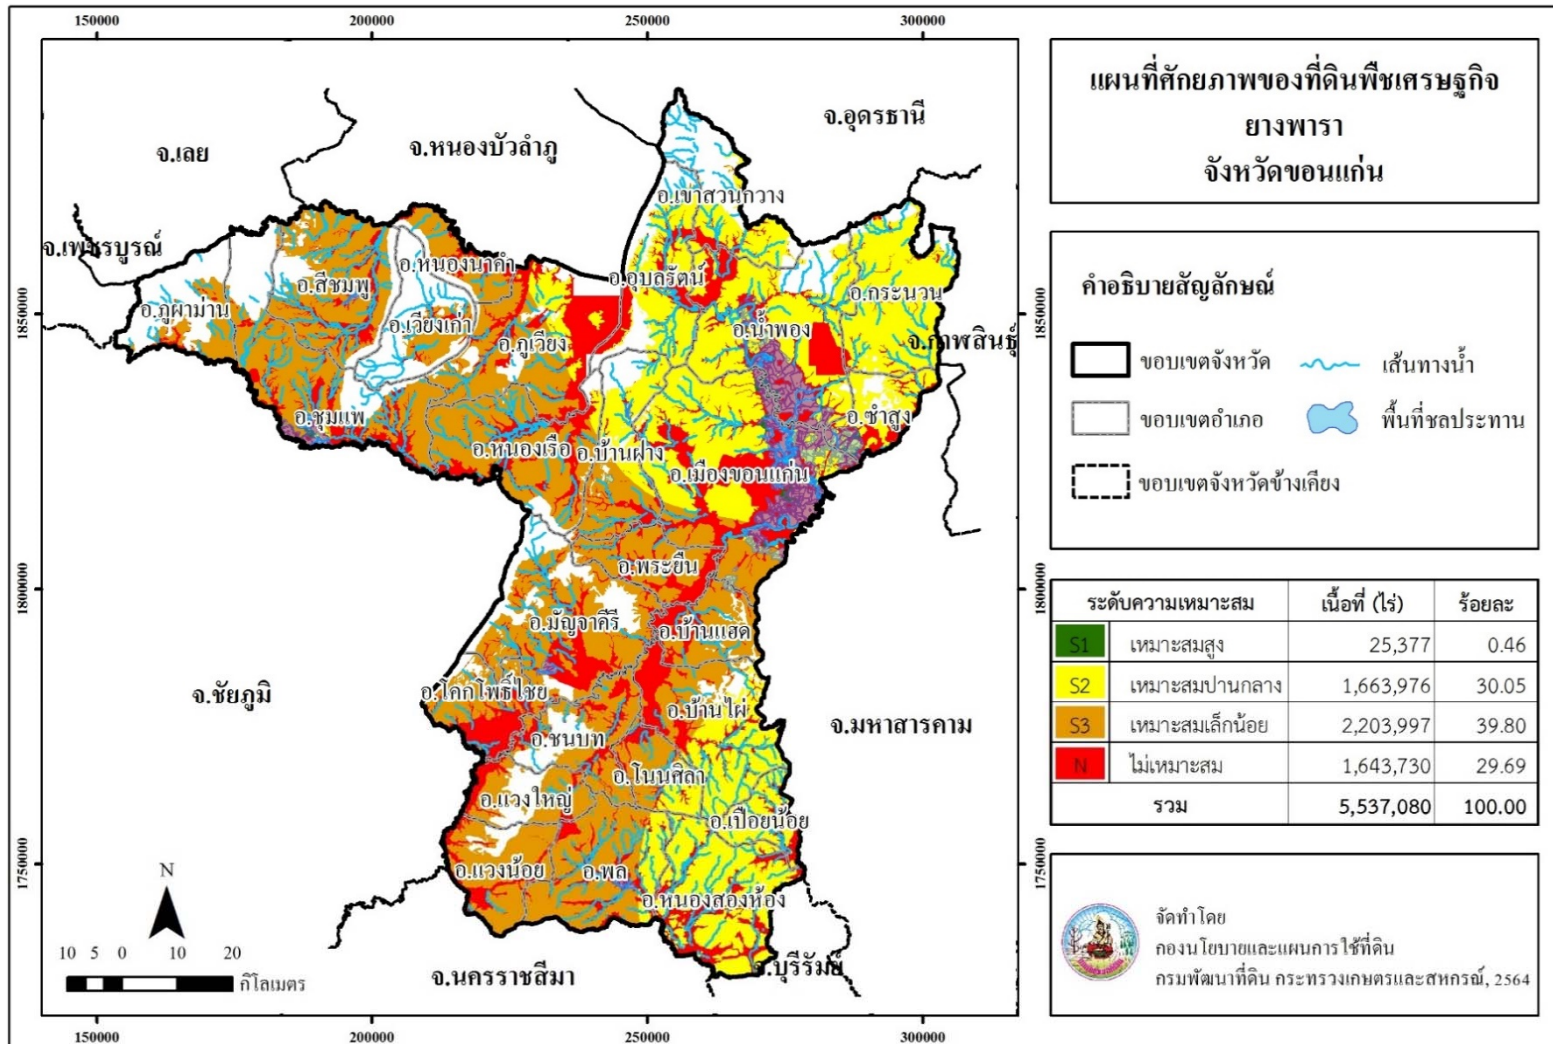 150000
200000
250000
300000
แผนที่ศักยภาพของที่ดินพืชเศรษฐกิจ
ยางพารา
จังหวัดขอนแก่น
จ.อุดรธานี
จ.หนองบัวลำภู
จ.เลย
จ.เพชรบูรณ์
อ.เขาสวนกวาง
อ.หนองนาคำ
อ.อุบลรัตน์
อ.สีชมพู
อ.กระนวน
อ.ภูผาม่าน
อ.เวียงเก่า
อ.ภูเวียง
อ.น้ำพอง
จ.กาฬสินธุ์
1850000
1850000
อ.ชุมแพ
อ.ซำสูง
อ.หนองเรือ
อ.บ้านฝาง
อ.เมืองขอนแก่น
อ.พระยืน
1800000
1800000
อ.มัญจาคีรี
อ.บ้านแฮด
จ.ชัยภูมิ
อ.โคกโพธิ์ไชย
อ.บ้านไผ่
จ.มหาสารคาม
อ.ชนบท
อ.โนนศิลา
อ.แวงใหญ่
อ.เปือยน้อย
1750000
1750000
อ.แวงน้อย
อ.พล
อ.หนองสองห้อง
จ.นครราชสีมา
จ.บุรีรัมย์
N
10 5 0 10 20
กิโลเมตร
150000
200000
250000
300000
คำอธิบายสัญลักษณ์
ขอบเขตจังหวัด
เส้นทางน้ำ
ขอบเขตอำเภอ
พื้นที่ชลประทาน
ขอบเขตจังหวัดข้างเคียง
ระดับความเหมาะสม เนื้อที่ (ไร่) ร้อยละ
S1 เหมาะสมสูง 25,377 0.46
S2 เหมาะสมปานกลาง 1,663,976 30.05
S3 เหมาะสมเล็กน้อย 2,203,997 39.80
N ไม่เหมาะสม 1,643,730 29.69
รวม 5,537,080 100.00
จัดทำโดย
กองนโยบายและแผนการใช้ที่ดิน
กรมพัฒนาที่ดิน กระทรวงเกษตรและสหกรณ์, 2564